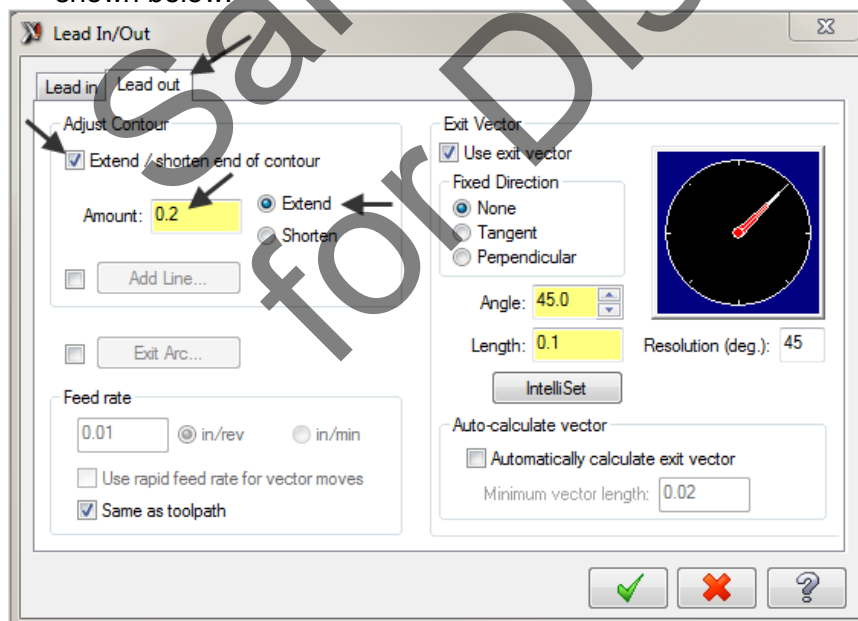 shown below.
Lead In/Out
Lead in Lead out
Adjust Contour
Extend / shorten end of contour
Amount: 0.2
Extend
Shorten
Add Line...
Exit Arc...
Feed rate
0.01 in/rev in/min
Use rapid feed rate for vector moves
Same as toolpath
Exit Vector
Use exit vector
Fixed Direction
None
Tangent
Perpendicular
Angle: 45.0
Length: 0.1 Resolution (deg.): 45
IntelliSet
Auto-calculate vector
Automatically calculate exit vector
Minimum vector length: 0.02
for Dis